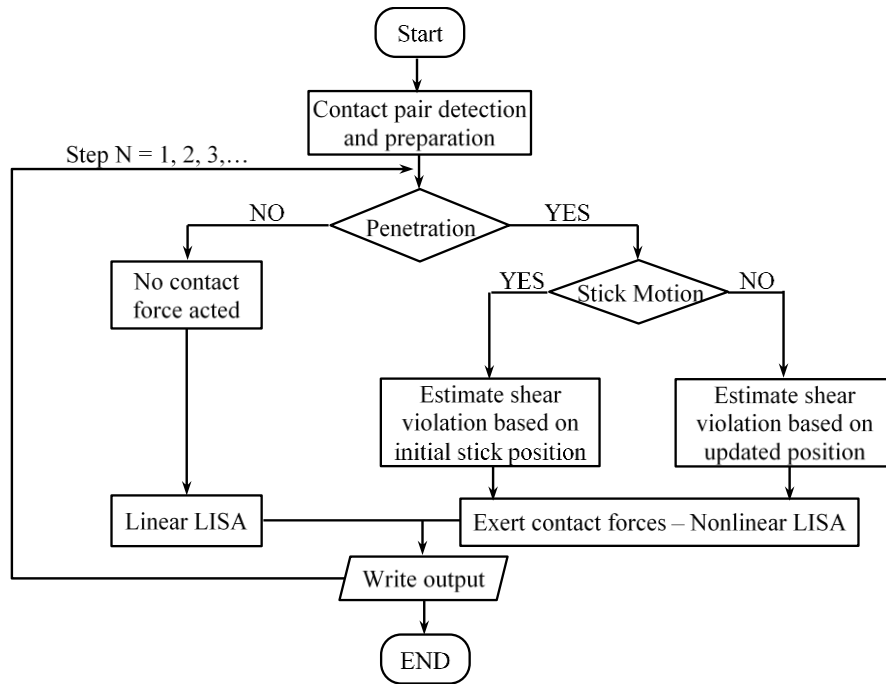 Start
Contact pair detection
and preparation
Step N = 1, 2, 3,…
NO
Penetration
YES
No contact
force acted
YES
Stick Motion
NO
Estimate shear
violation based on
initial stick position
Estimate shear
violation based on
updated position
Linear LISA
Exert contact forces – Nonlinear LISA
Write output
END